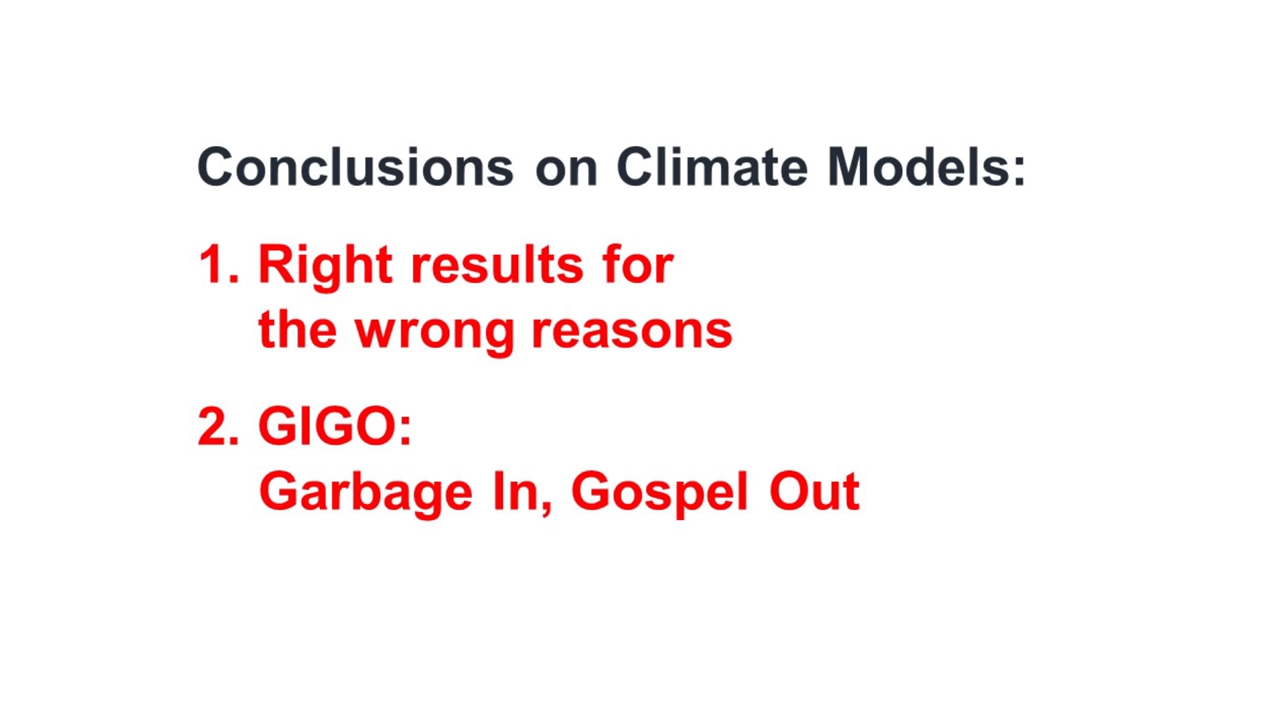 Conclusions on Climate Models:
1. Right results for
the wrong reasons
2. GIGO:
Garbage In, Gospel Out